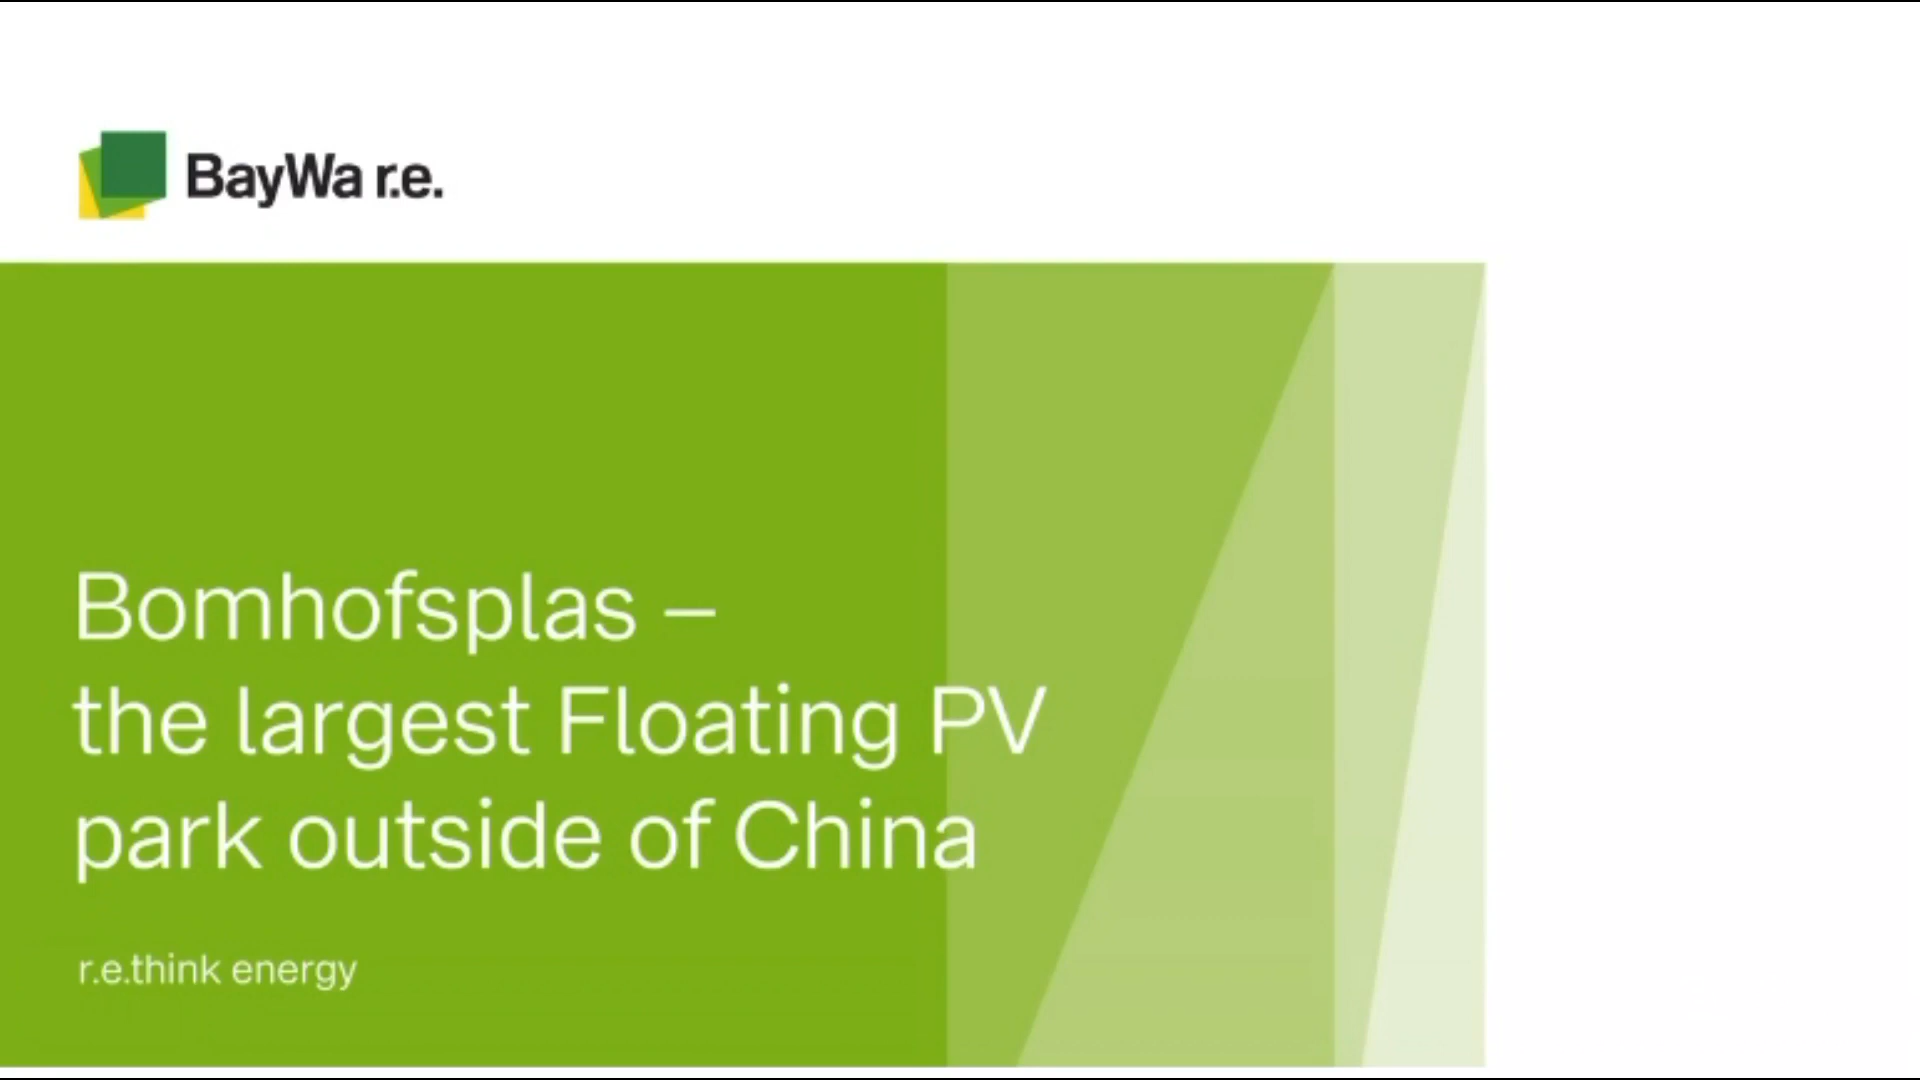 BayWa r.e.
Bomhofsplas –
the largest Floating PV
park outside of China
r.e.think energy